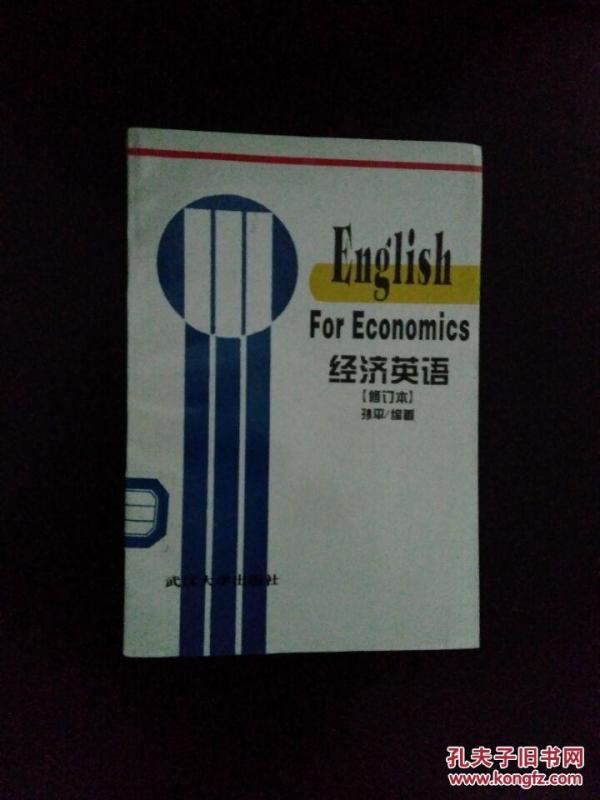 English
For Economics
经济英语
【修订本】
孙平/编著
武汉大学出版社
孔夫子旧书网
www.kongfz.com